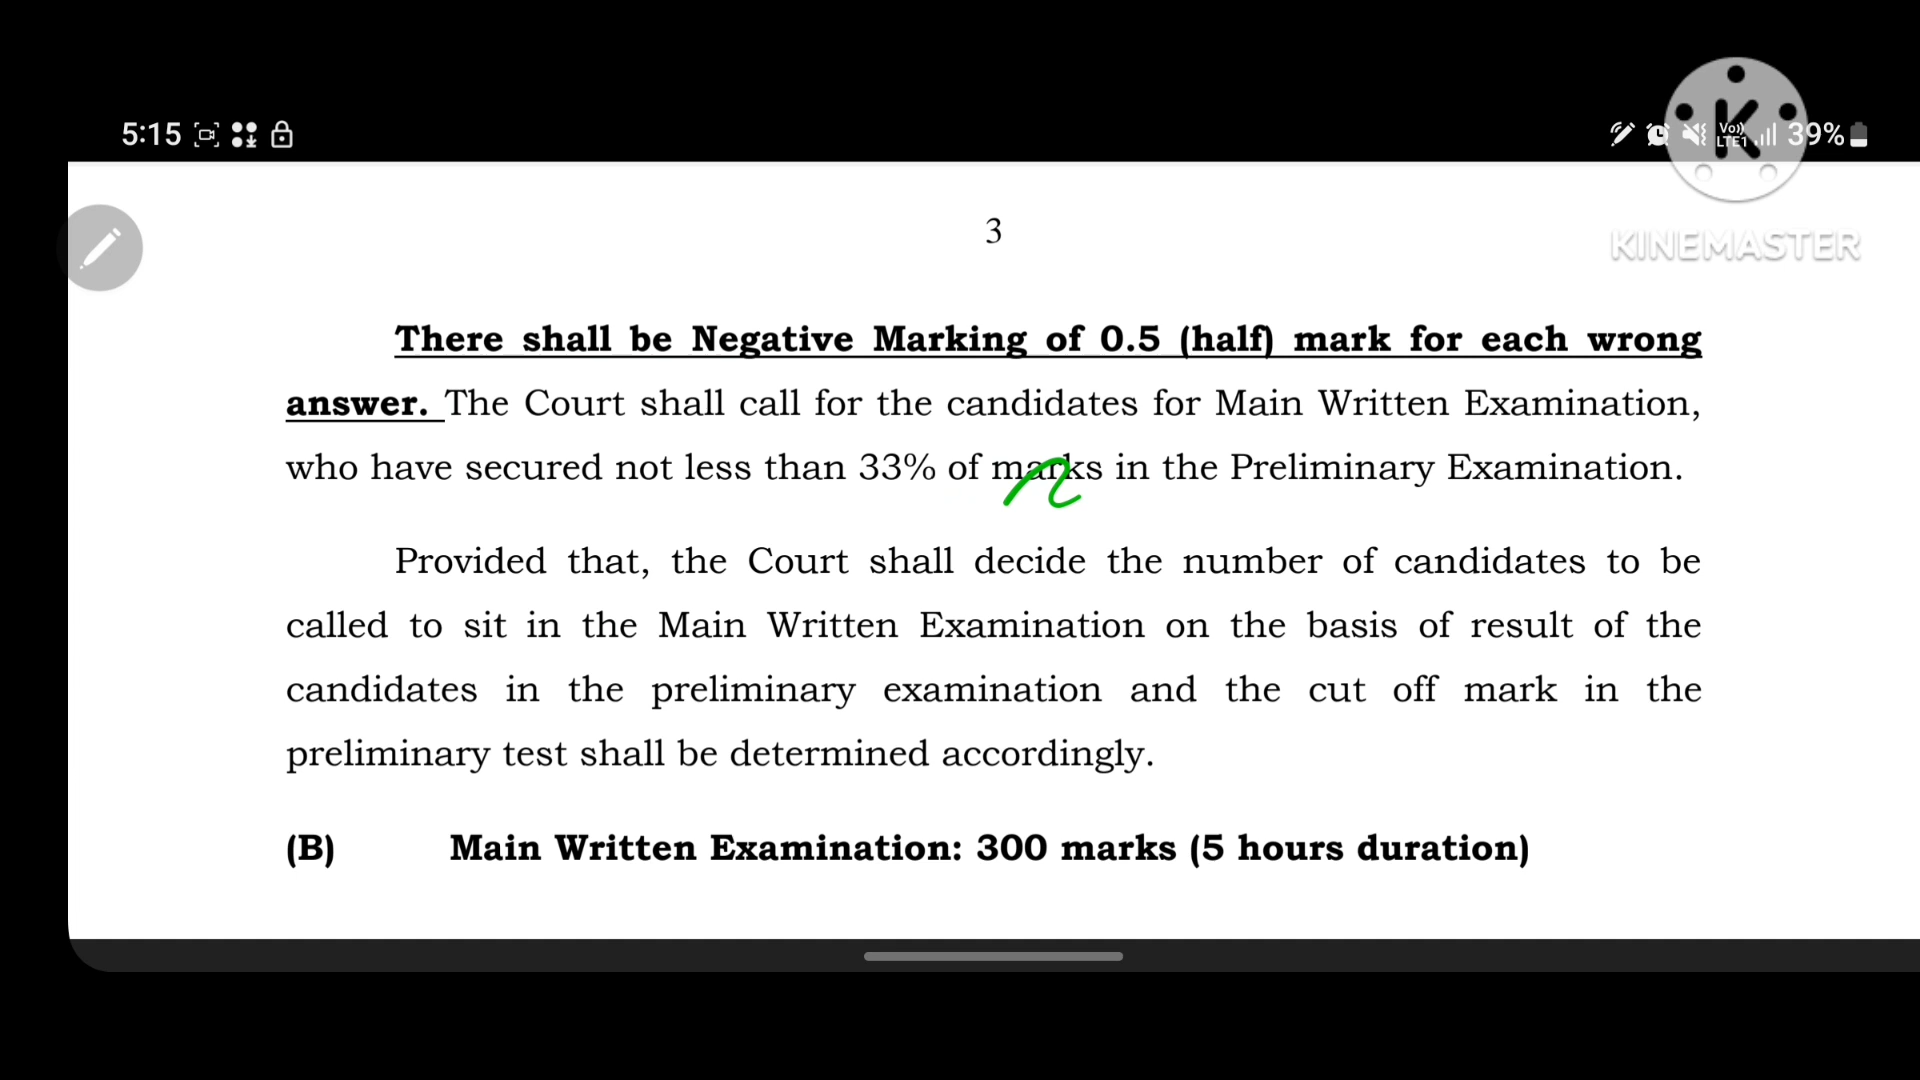 5:15
Vo)) LTE1 39%
K
KINEMASTER
3
There shall be Negative Marking of 0.5 (half) mark for each wrong
answer. The Court shall call for the candidates for Main Written Examination,
who have secured not less than 33% of marks in the Preliminary Examination.
Provided that, the Court shall decide the number of candidates to be
called to sit in the Main Written Examination on the basis of result of the
candidates in the preliminary examination and the cut off mark in the
preliminary test shall be determined accordingly.
(B) Main Written Examination: 300 marks (5 hours duration)